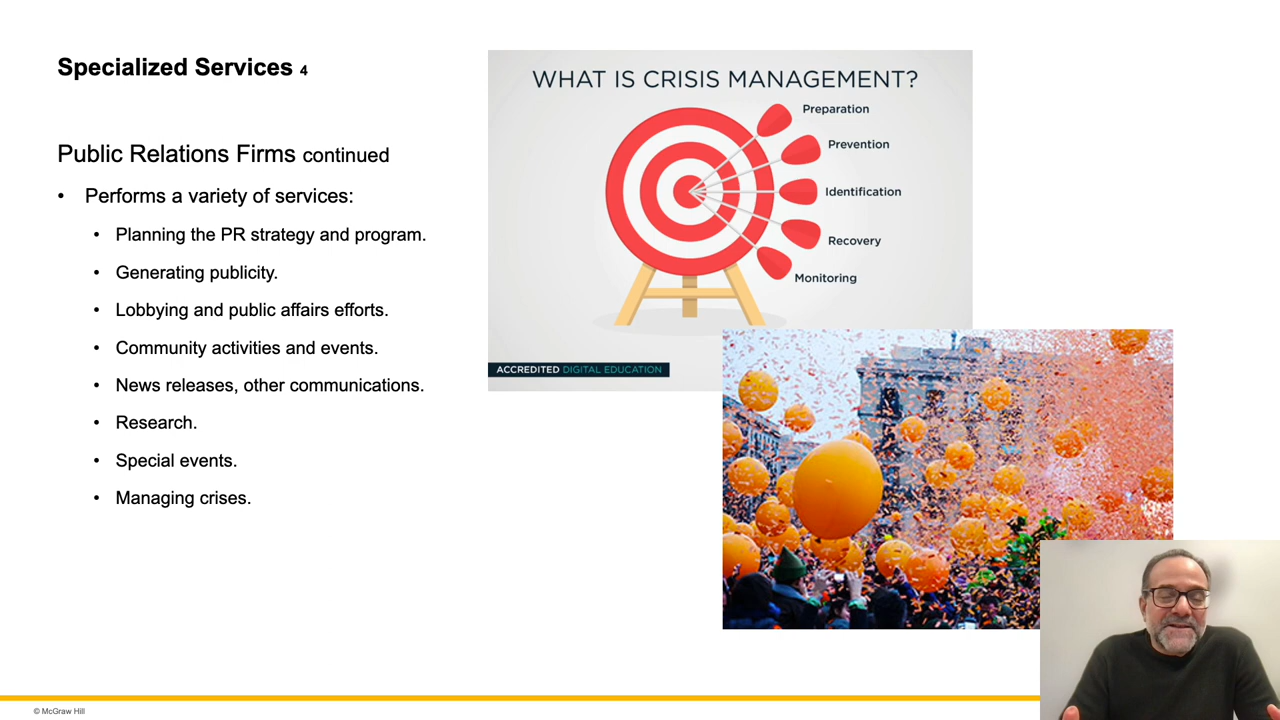 Specialized Services 4
Public Relations Firms continued
• Performs a variety of services:
• Planning the PR strategy and program.
• Generating publicity.
• Lobbying and public affairs efforts.
• Community activities and events.
• News releases, other communications.
• Research.
• Special events.
• Managing crises.
WHAT IS CRISIS MANAGEMENT?
Preparation
Prevention
Identification
Recovery
Monitoring
ACCREDITED DIGITAL EDUCATION
© McGraw Hill